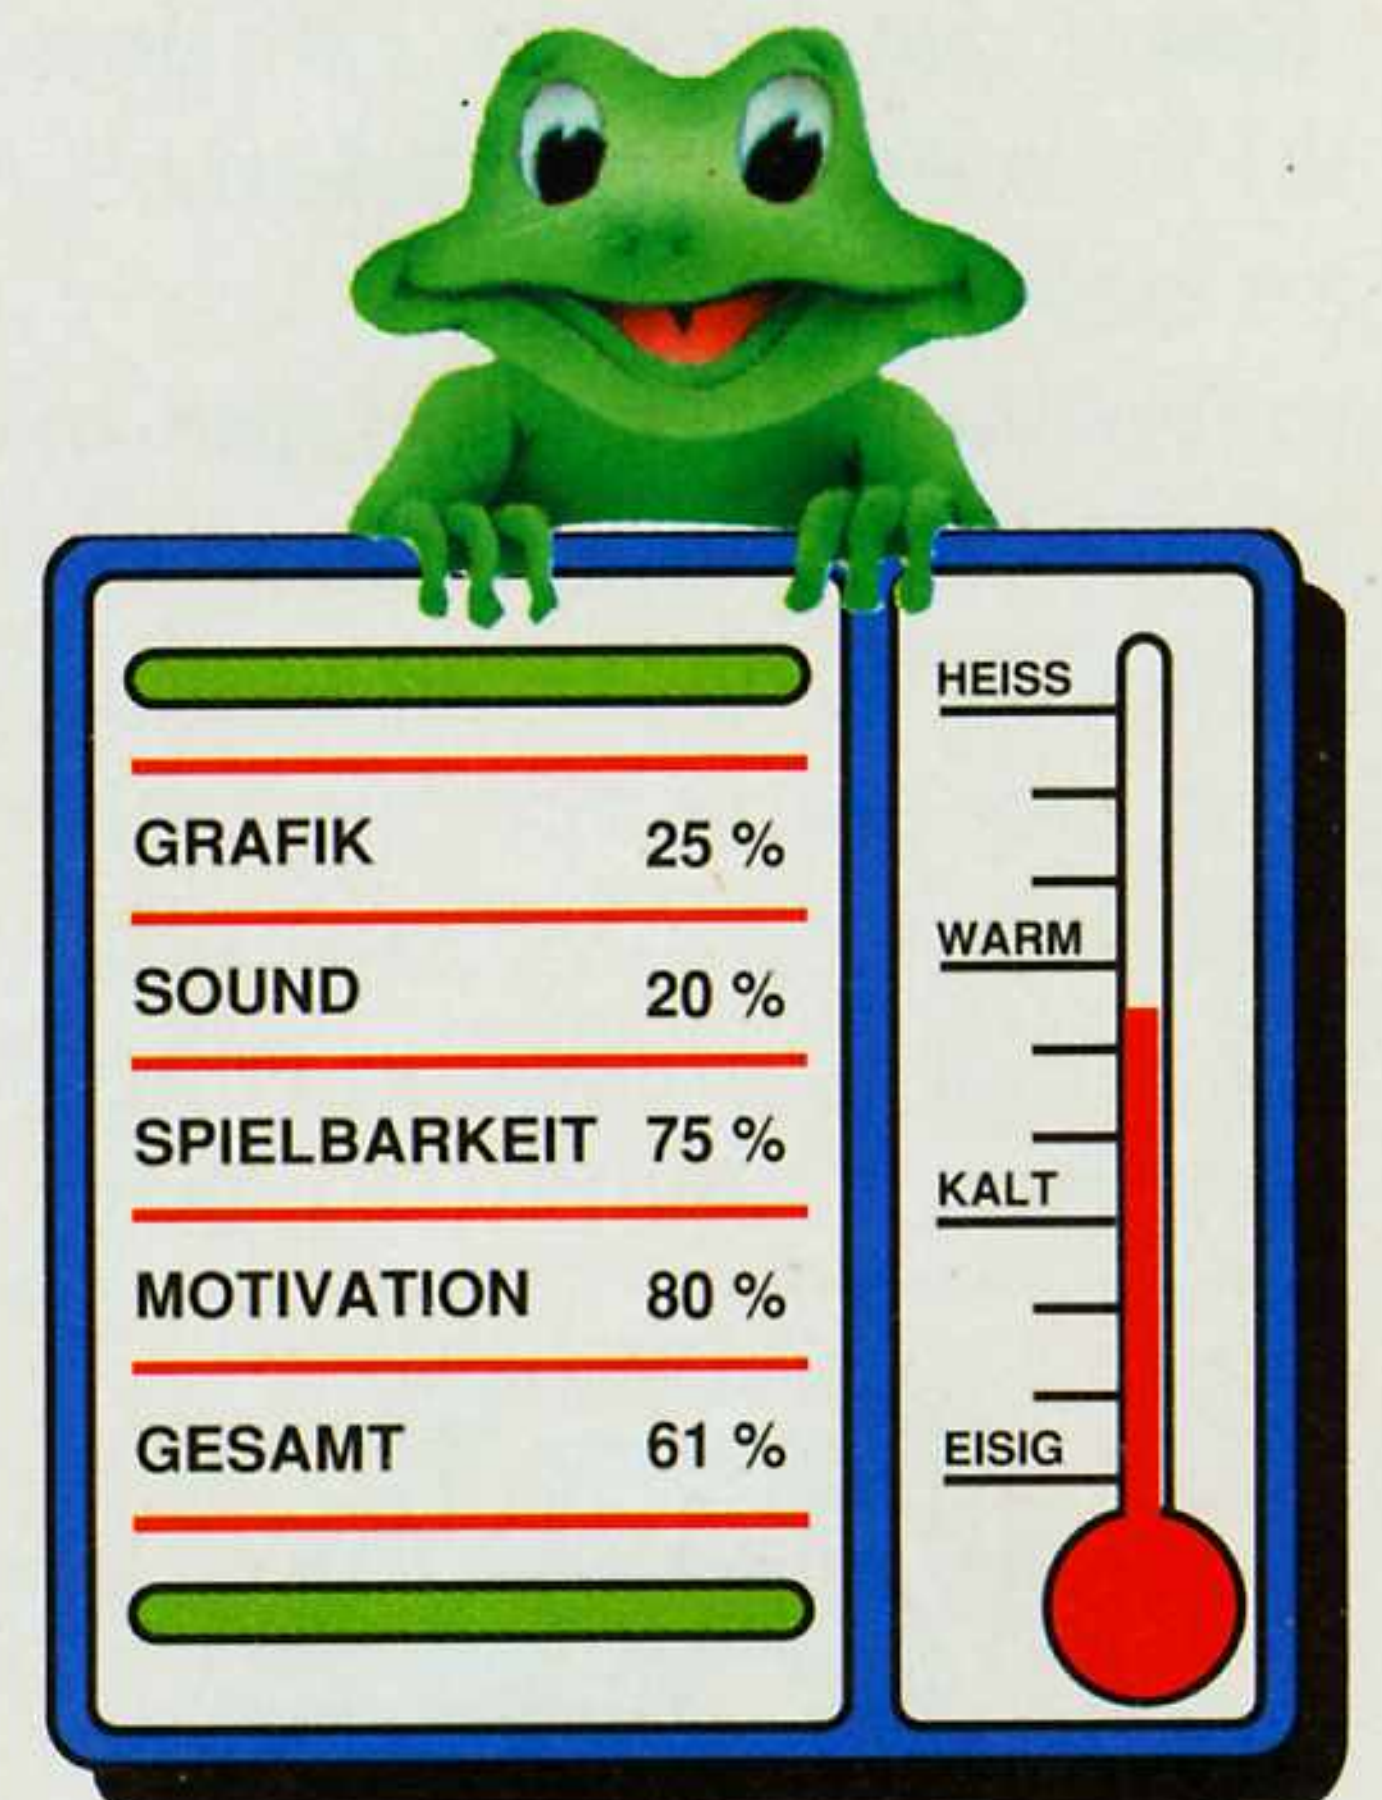 GRAFIK 25 %
SOUND 20 %
SPIELBARKEIT 75 %
MOTIVATION 80 %
GESAMT 61 %
HEISS
WARM
KALT
EISIG